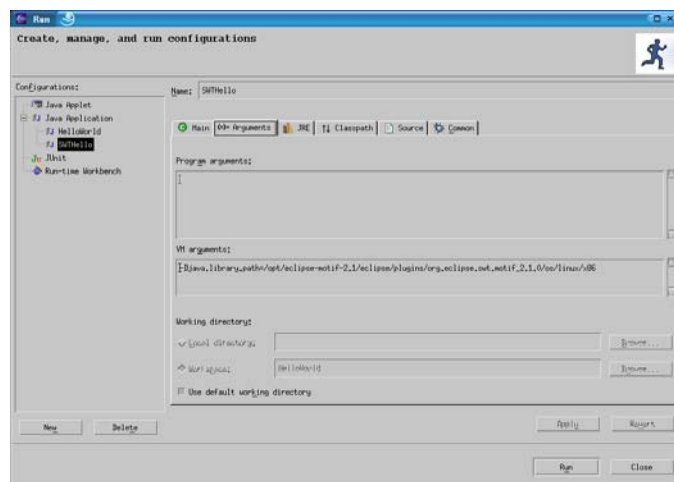 Run
Create, manage, and run configurations
Configurations:
Java Applet
Java Application
HelloWorld
SWTHello
JUnit
Run-time Workbench
New
Delete
Name: SWTHello
Main (x)= Arguments JRE Classpath Source Common
Program arguments:
VM arguments:
-Djava.library.path=/opt/eclipse-motif-2.1/eclipse/plugins/org.eclipse.swt.motif_2.1.0/os/linux/x86
Working directory:
Local directory:
Browse...
Workspace:
HelloWorld
Browse...
Use default working directory
Apply
Revert
Run
Close